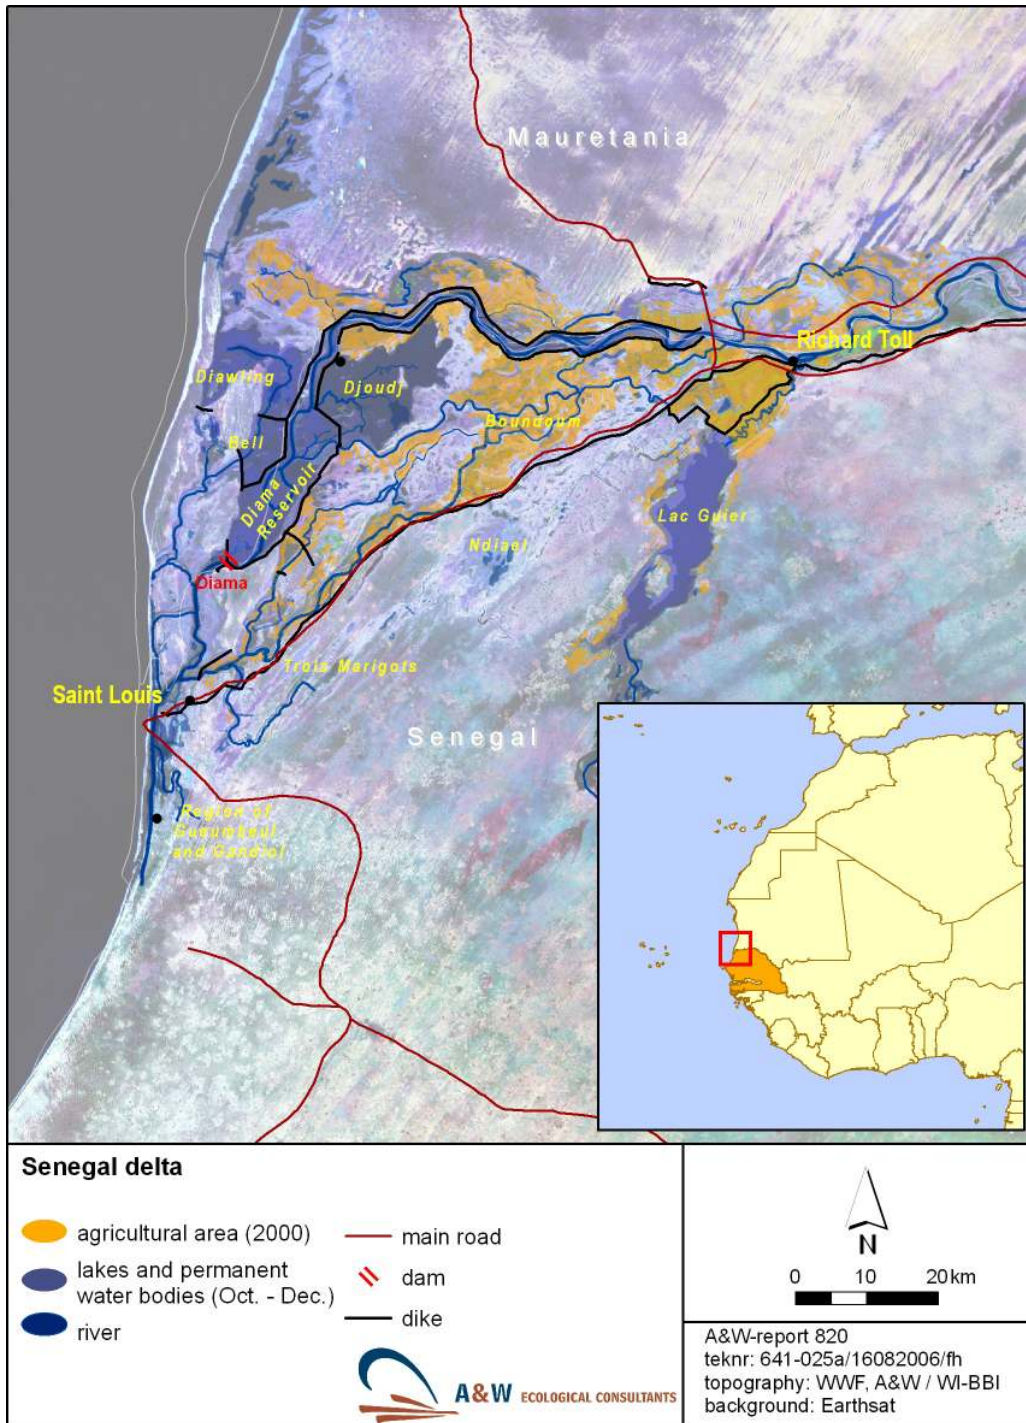 Mauretania
Richard Toll
Diawling
Djoudj
Boundoum
Bell
Diama
Reservoir
Lac Guier
Ndiael
Diama
Trois Marigots
Saint Louis
Senegal
Region of
Gueumbeul
and Gandiol
Senegal delta
agricultural area (2000)
lakes and permanent
water bodies (Oct. - Dec.)
river
main road
dam
dike
A&W ECOLOGICAL CONSULTANTS
N
0 10 20 km
A&W-report 820
teknr: 641-025a/16082006/fh
topography: WWF, A&W / WI-BBI
background: Earthsat